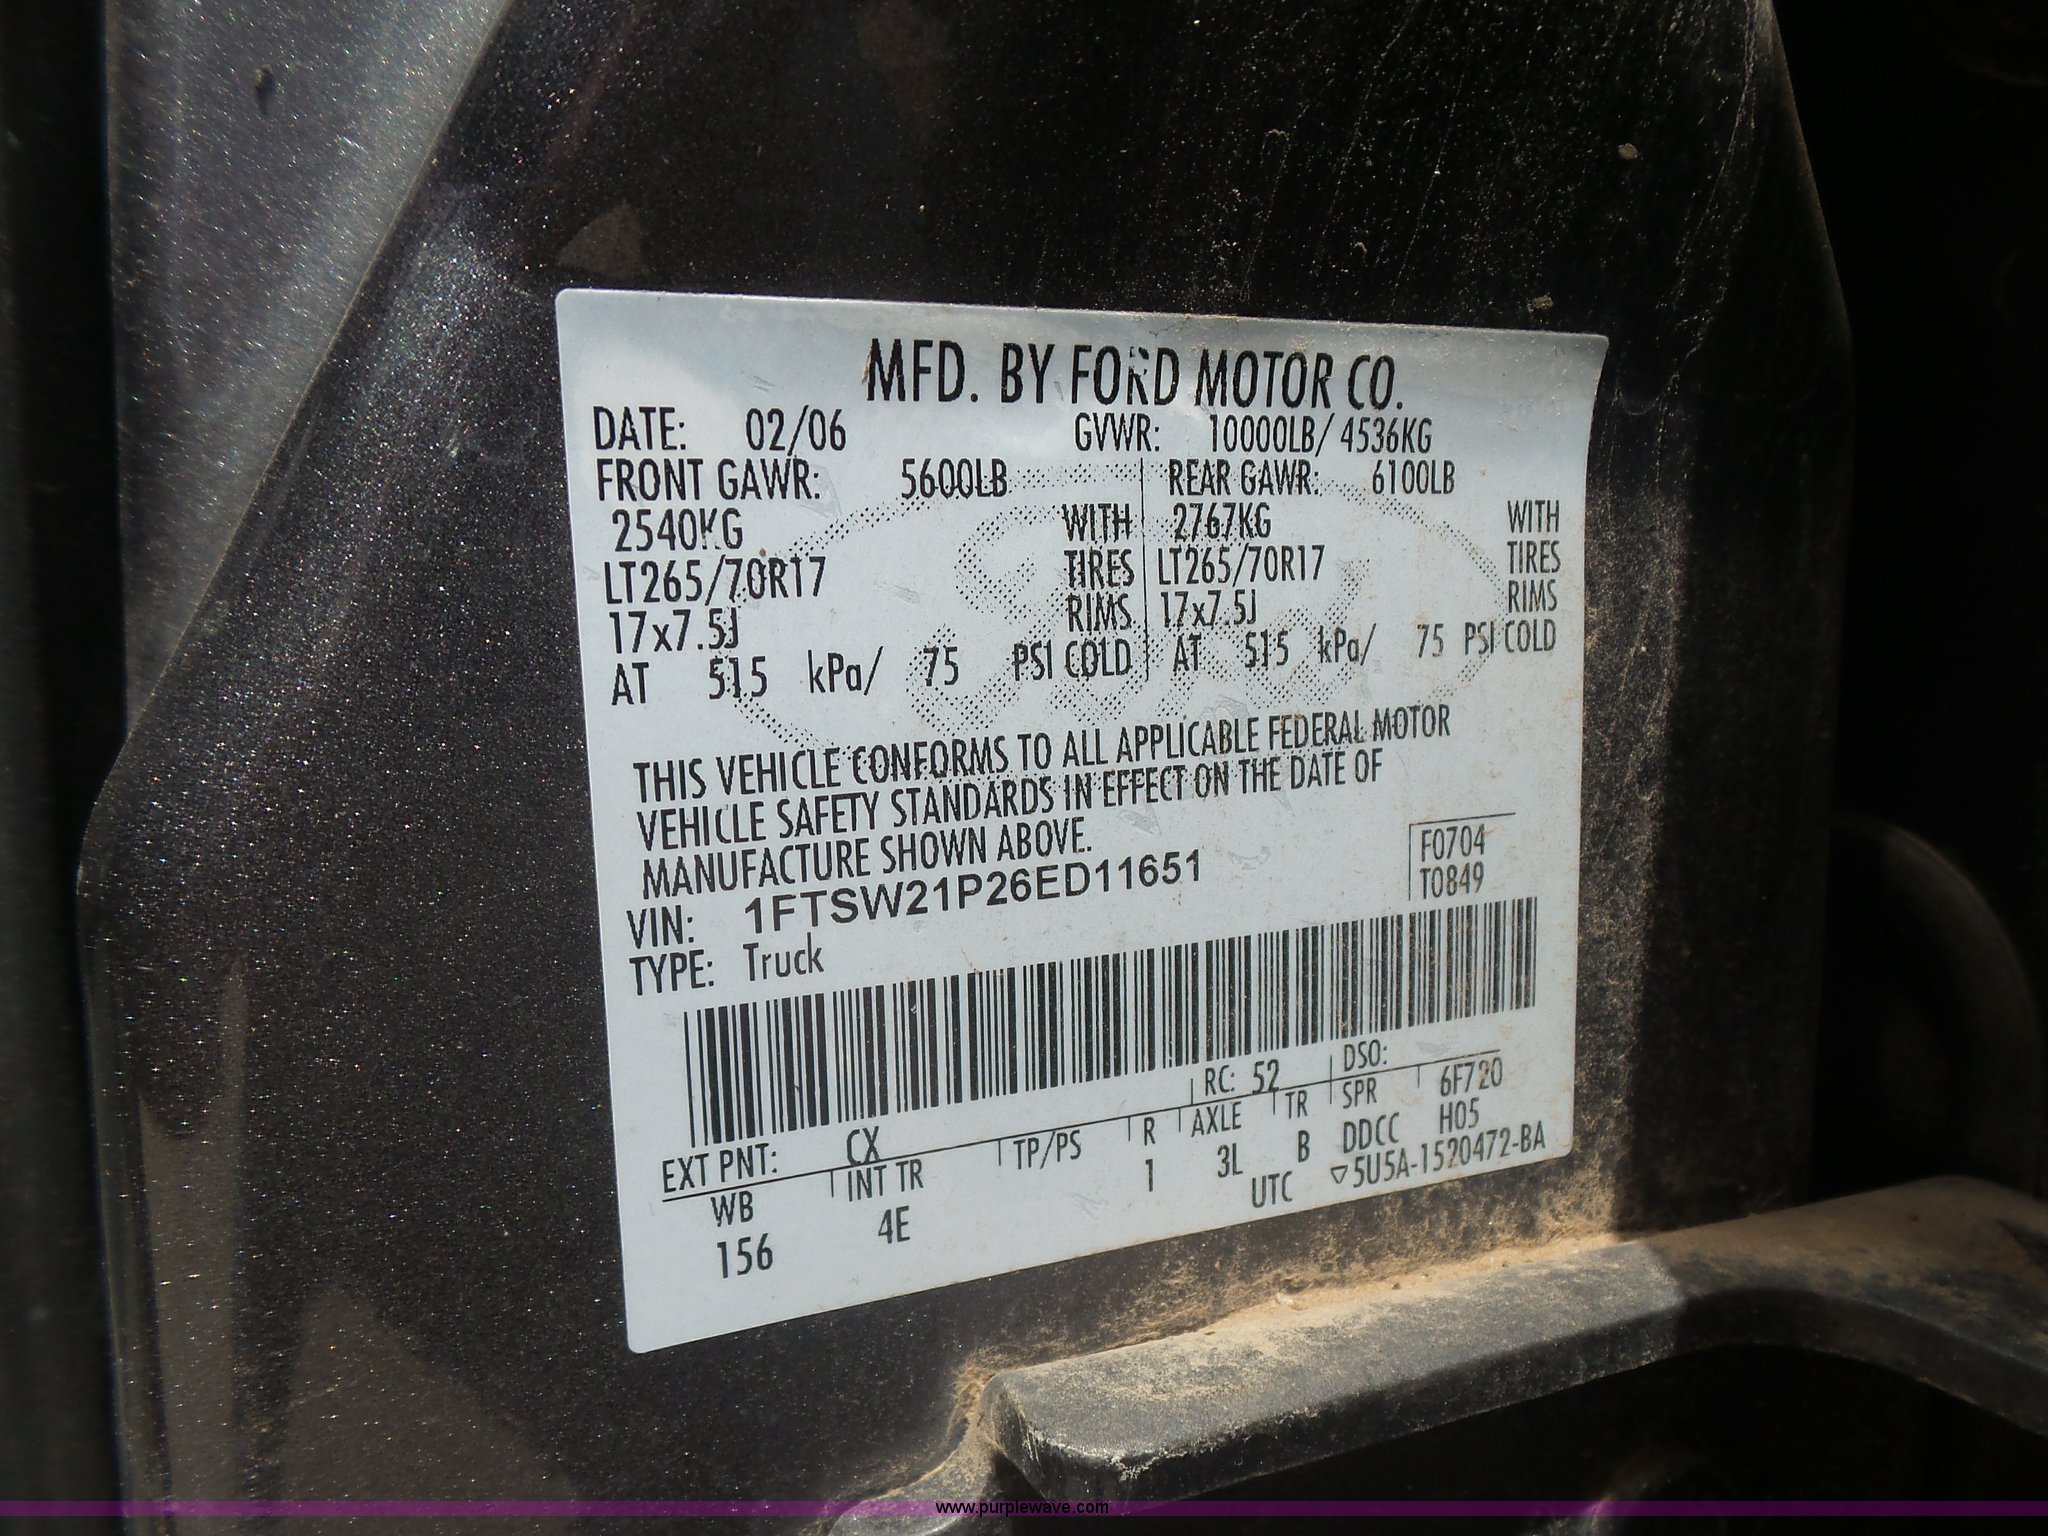 MFD. BY FORD MOTOR CO.
DATE: 02/06 GVWR: 10000LB/ 4536KG
FRONT GAWR: 5600LB REAR GAWR: 6100LB
2540KG WITH 2767KG WITH
LT265/70R17 TIRES LT265/70R17 TIRES
17x7.5J RIMS 17x7.5J RIMS
AT 515 kPa/ 75 PSI COLD AT 515 kPa/ 75 PSI COLD
THIS VEHICLE CONFORMS TO ALL APPLICABLE FEDERAL MOTOR
VEHICLE SAFETY STANDARDS IN EFFECT ON THE DATE OF
MANUFACTURE SHOWN ABOVE.
F0704
VIN: 1FTSW21P26ED11651 T0849
TYPE: Truck
EXT PNT: CX RC: 52 DSO:
WB INT TR TP/PS R AXLE TR SPR 6F720
156 4E 1 3L B DDCC H05
UTC ▽5U5A-1520472-BA
www.purplewave.com